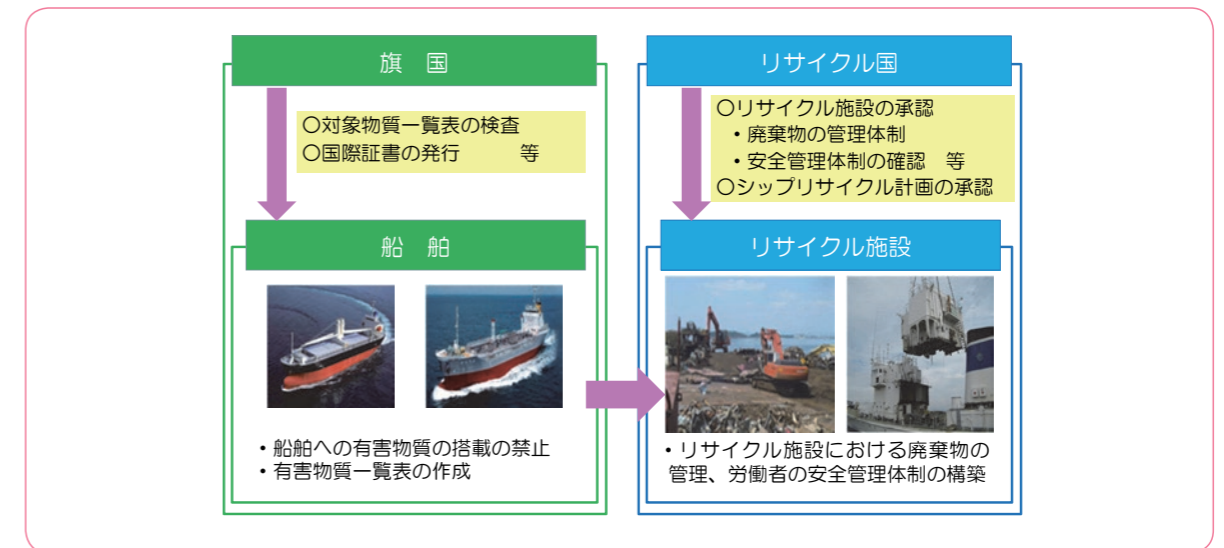 旗　国
〇対象物質一覧表の検査
〇国際証書の発行　　　等
船　舶
・船舶への有害物質の搭載の禁止
・有害物質一覧表の作成
リサイクル国
〇リサイクル施設の承認
・廃棄物の管理体制
・安全管理体制の確認　等
〇シップリサイクル計画の承認
リサイクル施設
・リサイクル施設における廃棄物の
管理、労働者の安全管理体制の構築